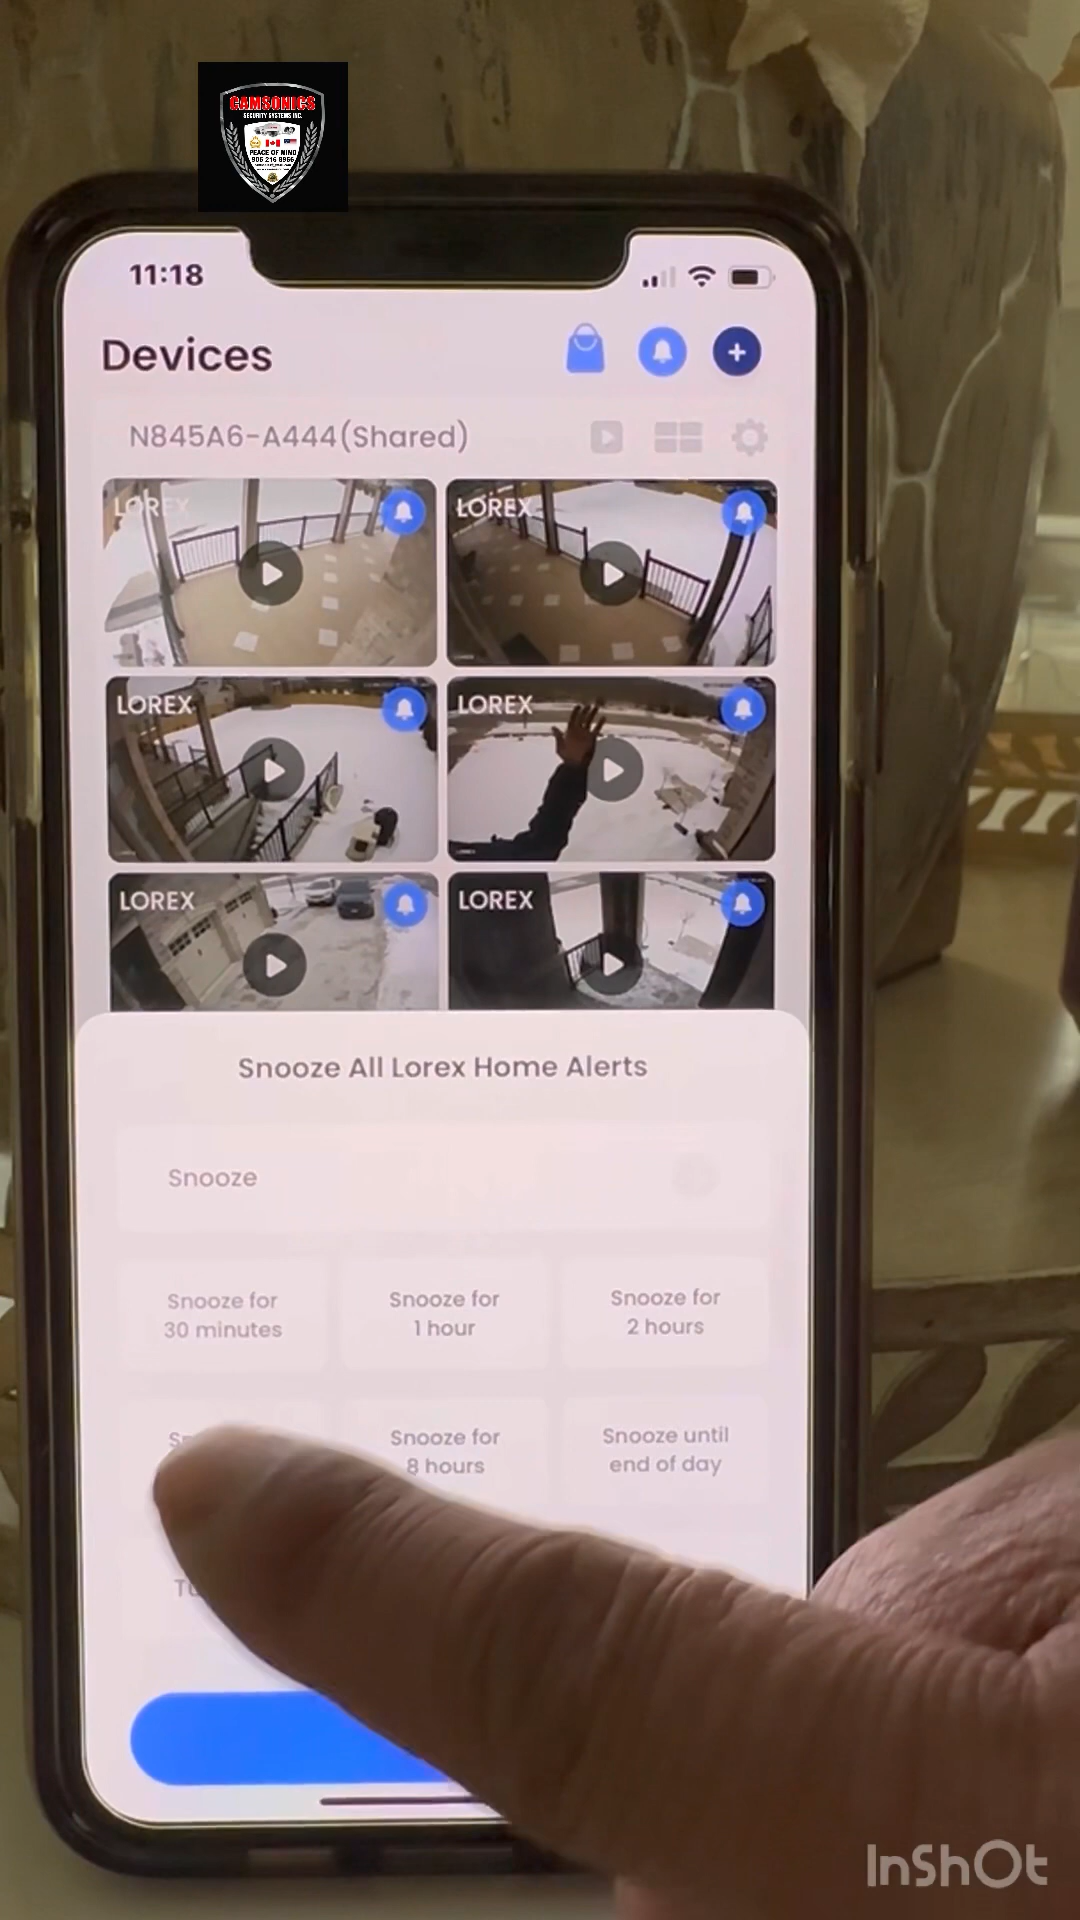 CAMSONICS
SECURITY SYSTEMS INC.
PEACE OF MIND
905 216 8966
11:18
Devices
N845A6-A444(Shared)
LOREX
LOREX
LOREX
LOREX
LOREX
LOREX
Snooze All Lorex Home Alerts
Snooze
Snooze for
30 minutes
Snooze for
1 hour
Snooze for
2 hours
Snooze for
8 hours
Snooze until
end of day
InShOt